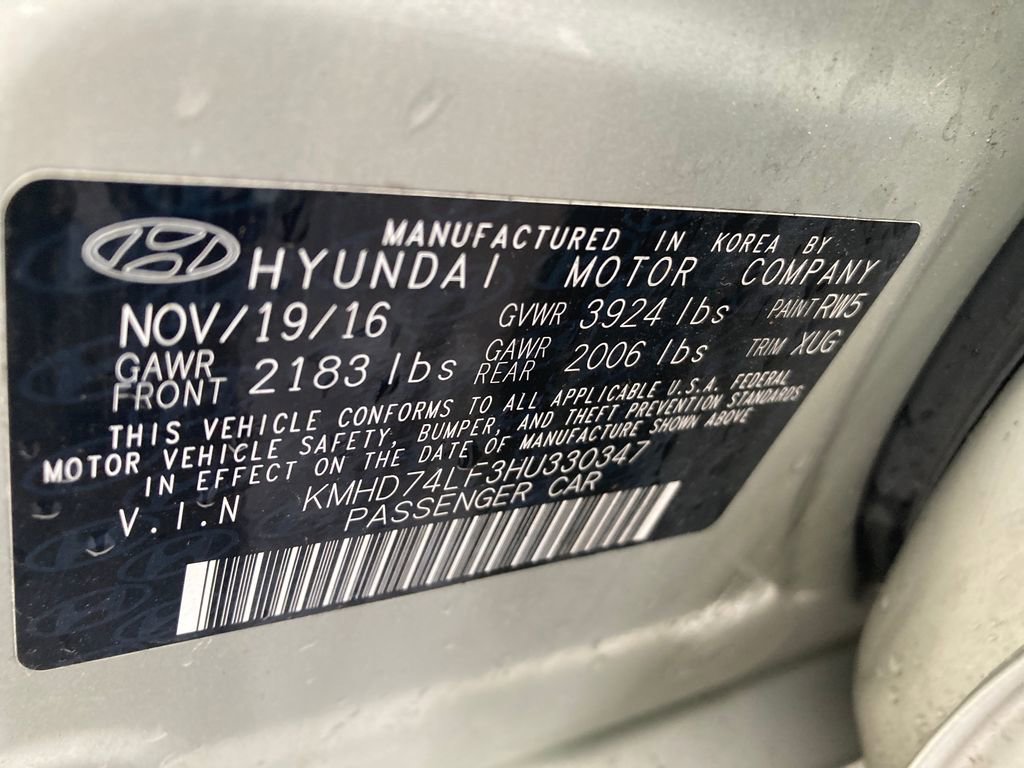 MANUFACTURED IN KOREA BY
HYUNDAI MOTOR COMPANY
NOV/19/16 GVWR 3924 lbs PAINT RW5
GAWR FRONT 2183 lbs GAWR REAR 2006 lbs TRIM XUG
THIS VEHICLE CONFORMS TO ALL APPLICABLE U.S.A. FEDERAL
MOTOR VEHICLE SAFETY, BUMPER, AND THEFT PREVENTION STANDARDS
IN EFFECT ON THE DATE OF MANUFACTURE SHOWN ABOVE
V.I.N KMHD74LF3HU330347
PASSENGER CAR